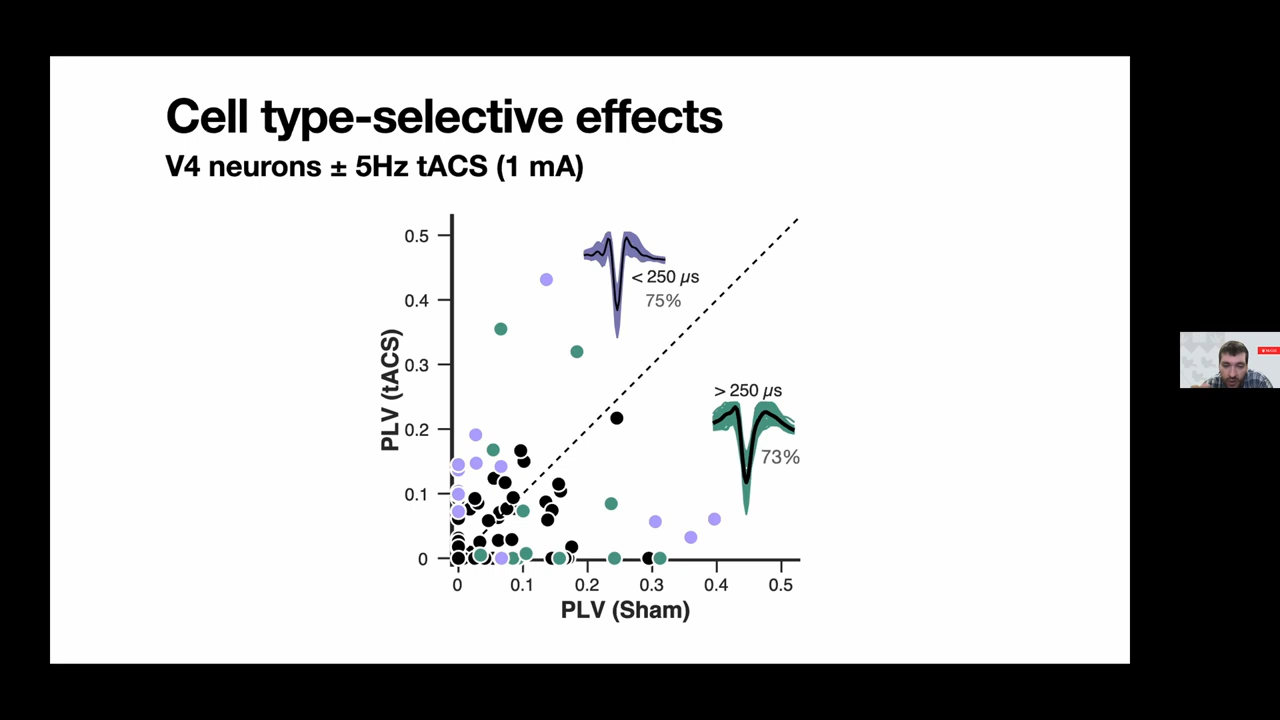 Cell type-selective effects
V4 neurons ± 5Hz tACS (1 mA)
PLV (tACS)
0.5
0.4
0.3
0.2
0.1
0
< 250 µs
75%
> 250 µs
73%
0
0.1
0.2
0.3
0.4
0.5
PLV (Sham)